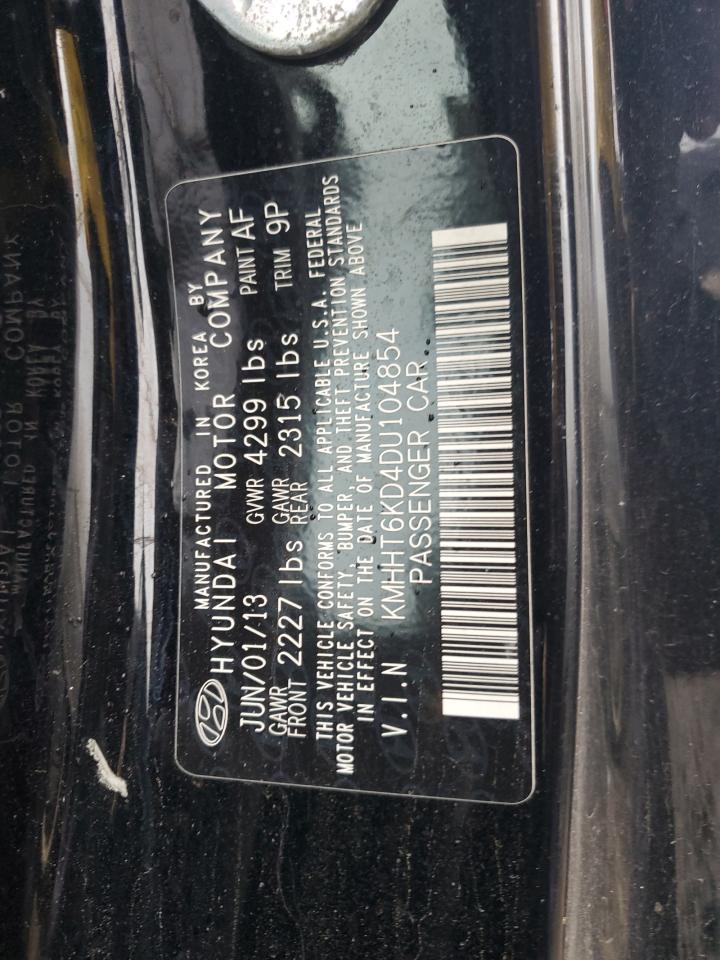 MANUFACTURED IN KOREA BY
HYUNDAI MOTOR COMPANY
JUN/01/13 GVWR 4299 lbs PAINT AF
GAWR FRONT 2227 lbs GAWR REAR 2315 lbs TRIM 9P
THIS VEHICLE CONFORMS TO ALL APPLICABLE U.S.A. FEDERAL
MOTOR VEHICLE SAFETY, BUMPER, AND THEFT PREVENTION STANDARDS
IN EFFECT ON THE DATE OF MANUFACTURE SHOWN ABOVE
V.I.N KMHHT6KD4DU104854
PASSENGER CAR